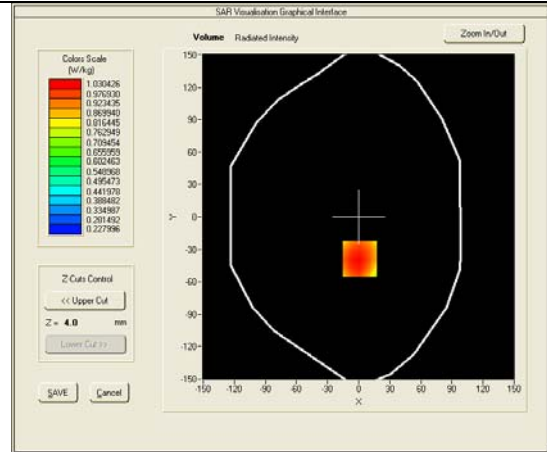 SAR Visualisation Graphical Interface
Volume Radiated Intensity
Zoom In/Out
Colors Scale
(W/kg)
1.030426
0.976930
0.923435
0.869940
0.816445
0.762949
0.709454
0.655959
0.602463
0.548968
0.495473
0.441978
0.388482
0.334987
0.281492
0.227996
Z-Cuts Control
<< Upper Cut
Z = 4.0 mm
Lower Cut >>
SAVE Cancel
150
120
90
60
30
0
-30
-60
-90
-120
-150
Y
-150 -120 -90 -60 -30 0 30 60 90 120 150
X